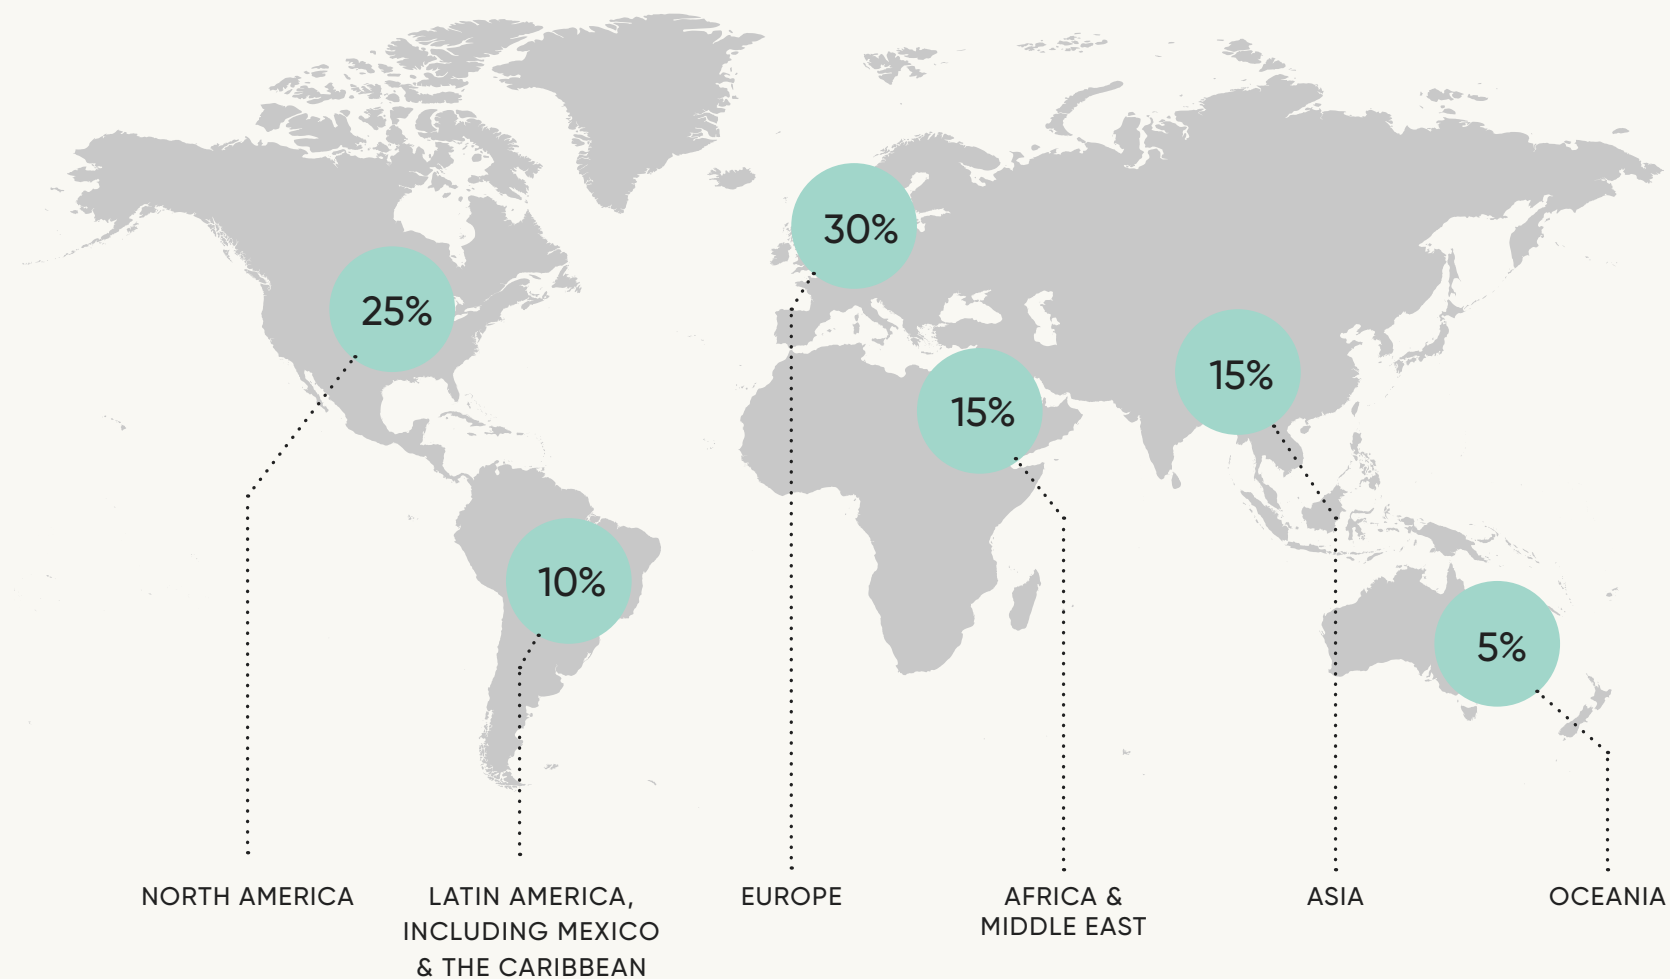 30%
25%
15%
15%
10%
5%
NORTH AMERICA
LATIN AMERICA,
INCLUDING MEXICO
& THE CARIBBEAN
EUROPE
AFRICA &
MIDDLE EAST
ASIA
OCEANIA